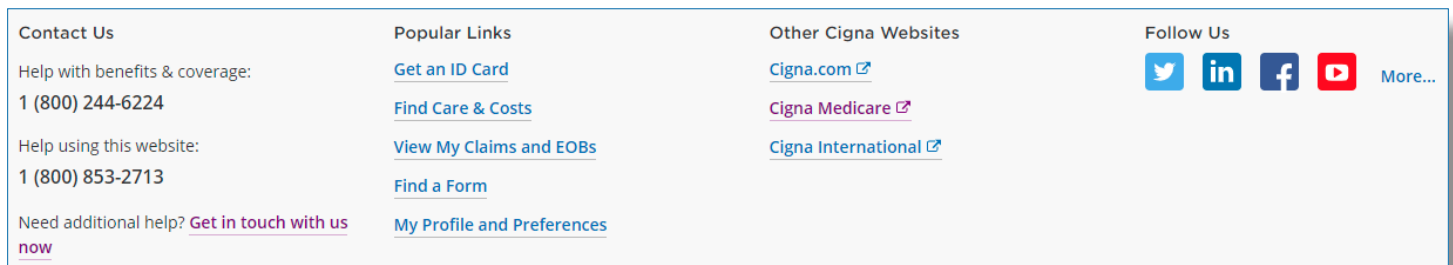 Contact Us
Help with benefits & coverage:
1 (800) 244-6224
Help using this website:
1 (800) 853-2713
Need additional help? Get in touch with us
now
Popular Links
Get an ID Card
Find Care & Costs
View My Claims and EOBs
Find a Form
My Profile and Preferences
Other Cigna Websites
Cigna.com
Cigna Medicare
Cigna International
Follow Us
in
f
More...